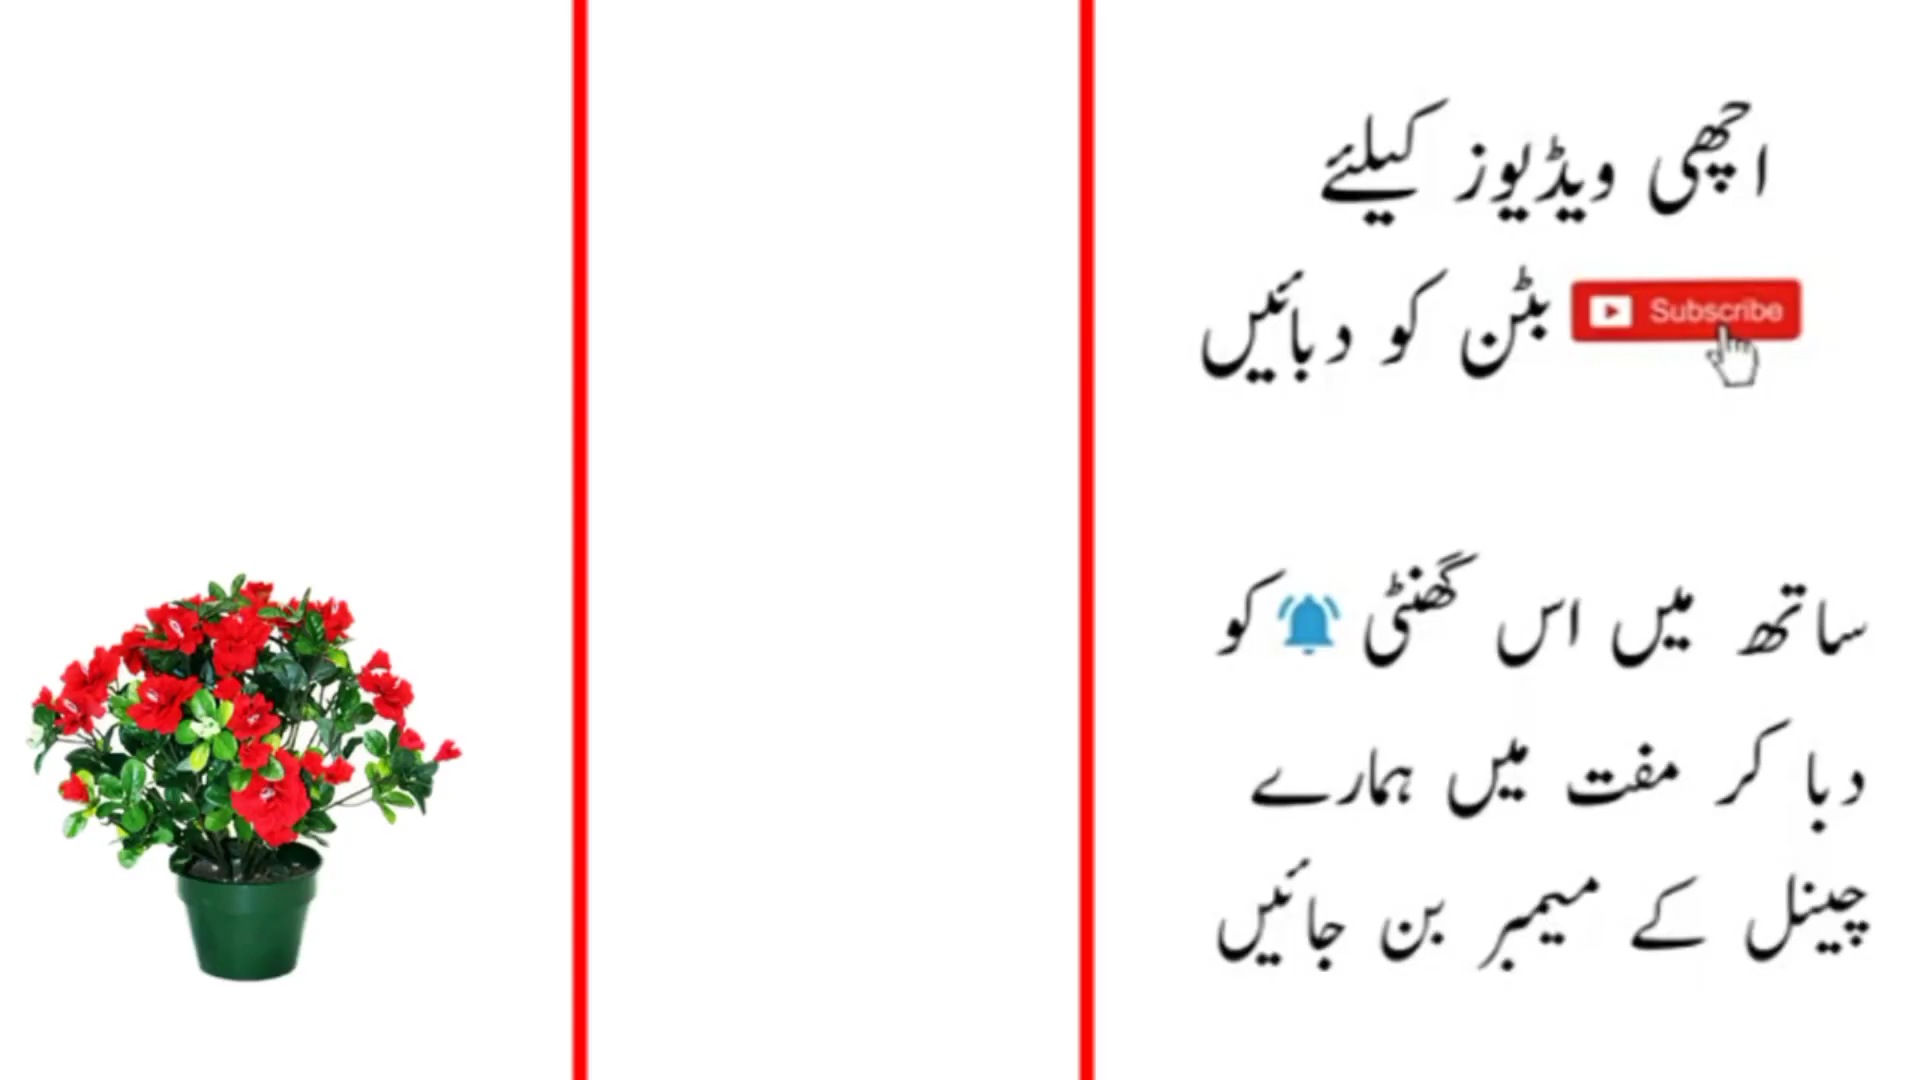 اچھی ویڈیوز کیلئے
Subscribe بٹن کو دبائیں
ساتھ میں اس گھنٹی کو
دبا کر مفت میں ہمارے
چینل کے میمبر بن جائیں